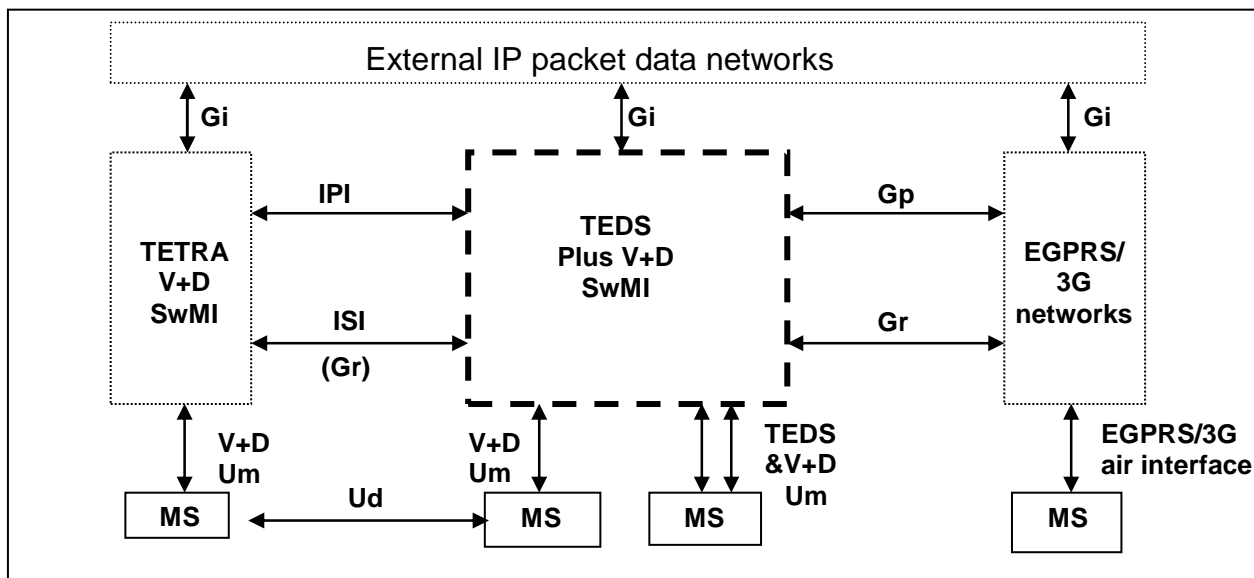 External IP packet data networks
Gi
Gi
Gi
IPI
Gp
TETRA
V+D
SwMI
TEDS
Plus V+D
SwMI
EGPRS/
3G
networks
ISI
(Gr)
Gr
V+D
Um
V+D
Um
TEDS
&V+D
Um
EGPRS/3G
air interface
Ud
MS
MS
MS
MS